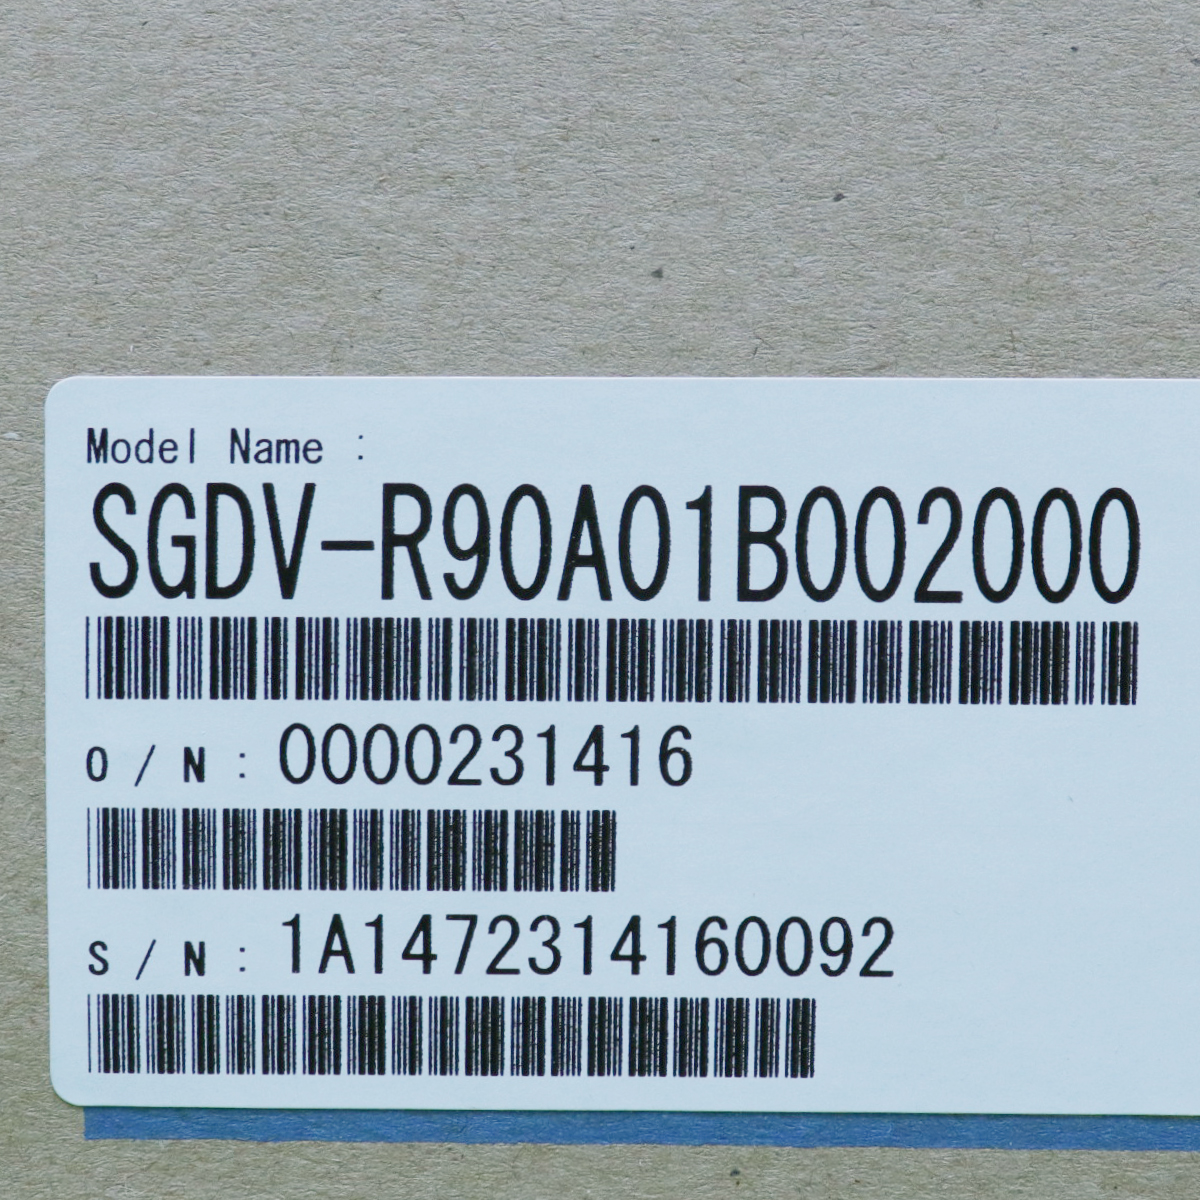 Model Name :
SGDV-R90A01B002000
O/N: 0000231416
S/N: 1A1472314160092